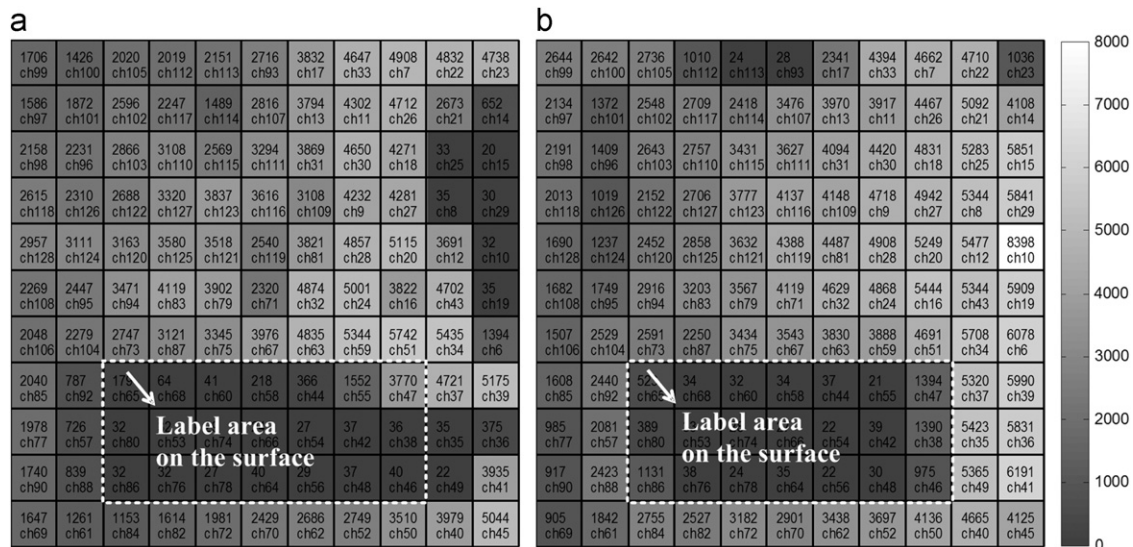 a
1706 1426 2020 2019 2151 2716 3832 4647 4908 4832 4738
ch99 ch100 ch105 ch112 ch113 ch93 ch17 ch33 ch7 ch22 ch23
1586 1872 2596 2247 1489 2816 3794 4302 4712 2673 652
ch97 ch101 ch102 ch117 ch114 ch107 ch13 ch11 ch26 ch21 ch14
2158 2231 2866 3108 2569 3294 3869 4650 4271 33 20
ch98 ch96 ch103 ch110 ch115 ch111 ch31 ch30 ch18 ch25 ch15
2615 2310 2688 3320 3837 3616 3108 4232 4281 35 30
ch118 ch126 ch122 ch127 ch123 ch116 ch109 ch9 ch27 ch8 ch29
2957 3111 3163 3580 3518 2540 3821 4857 5115 3691 32
ch128 ch124 ch120 ch125 ch121 ch119 ch81 ch28 ch20 ch12 ch10
2269 2447 3471 4119 3902 2320 4874 5001 3822 4702 35
ch108 ch95 ch94 ch83 ch79 ch71 ch32 ch24 ch16 ch43 ch19
2048 2279 2747 3121 3345 3976 4835 5344 5742 5435 1394
ch106 ch104 ch73 ch87 ch75 ch67 ch63 ch59 ch51 ch34 ch6
2040 787 64 41 218 366 1552 3770 4721 5175
ch85 ch92 ch65 ch68 ch60 ch58 ch44 ch55 ch47 ch37 ch39
1978 726 32 27 37 36 35 375
ch77 ch57 ch80 ch53 ch74 ch66 ch54 ch42 ch38 ch35 ch36
Label area
on the surface
1740 839 32 32 27 40 29 37 40 22 3935
ch90 ch88 ch86 ch76 ch78 ch64 ch56 ch48 ch46 ch49 ch41
1647 1261 1153 1614 1981 2429 2686 2749 3510 3979 5044
ch69 ch61 ch84 ch82 ch72 ch70 ch62 ch52 ch50 ch40 ch45
b
2644 2642 2736 1010 24 28 2341 4394 4662 4710 1036
ch99 ch100 ch105 ch112 ch113 ch93 ch17 ch33 ch7 ch22 ch23
2134 1372 2548 2709 2418 3476 3970 3917 4467 5092 4108
ch97 ch101 ch102 ch117 ch114 ch107 ch13 ch11 ch26 ch21 ch14
2191 1409 2643 2757 3431 3627 4094 4420 4831 5283 5851
ch98 ch96 ch103 ch110 ch115 ch111 ch31 ch30 ch18 ch25 ch15
2013 1019 2152 2706 3777 4137 4148 4718 4942 5344 5841
ch118 ch126 ch122 ch127 ch123 ch116 ch109 ch9 ch27 ch8 ch29
1690 1237 2452 2858 3632 4388 4487 4908 5249 5477 8398
ch128 ch124 ch120 ch125 ch121 ch119 ch81 ch28 ch20 ch12 ch10
1682 1749 2916 3203 3567 4119 4629 4868 5444 5344 5909
ch108 ch95 ch94 ch83 ch79 ch71 ch32 ch24 ch16 ch43 ch19
1507 2529 2591 2250 3434 3543 3830 3888 4691 5708 6078
ch106 ch104 ch73 ch87 ch75 ch67 ch63 ch59 ch51 ch34 ch6
1608 2440 34 32 34 37 21 1394 5320 5990
ch85 ch92 ch65 ch68 ch60 ch58 ch44 ch55 ch47 ch37 ch39
985 2081 389 22 39 1390 5423 5831
ch77 ch57 ch80 ch53 ch74 ch66 ch54 ch42 ch38 ch35 ch36
Label area
on the surface
917 2423 1131 38 24 35 22 30 975 5365 6191
ch90 ch88 ch86 ch76 ch78 ch64 ch56 ch48 ch46 ch49 ch41
905 1842 2755 2527 3182 2901 3438 3697 4136 4665 4125
ch69 ch61 ch84 ch82 ch72 ch70 ch62 ch52 ch50 ch40 ch45
8000
7000
6000
5000
4000
3000
2000
1000
0